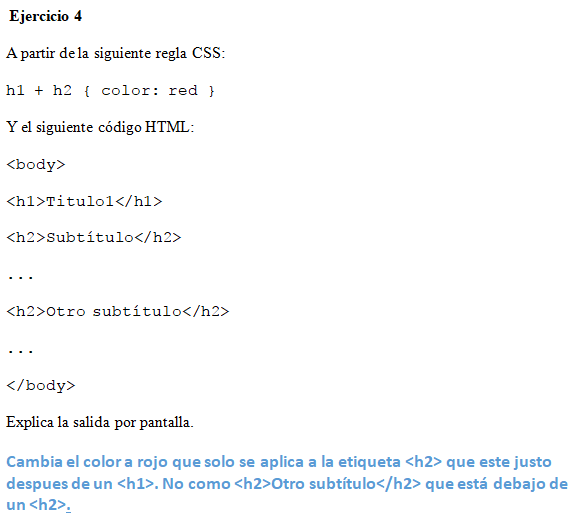 Ejercicio 4
A partir de la siguiente regla CSS:
h1 + h2 { color: red }
Y el siguiente código HTML:
<body>
<h1>Titulo1</h1>
<h2>Subtítulo</h2>
...
<h2>Otro subtítulo</h2>
...
</body>
Explica la salida por pantalla.
Cambia el color a rojo que solo se aplica a la etiqueta <h2> que este justo
despues de un <h1>. No como <h2>Otro subtítulo</h2> que está debajo de
un <h2>.